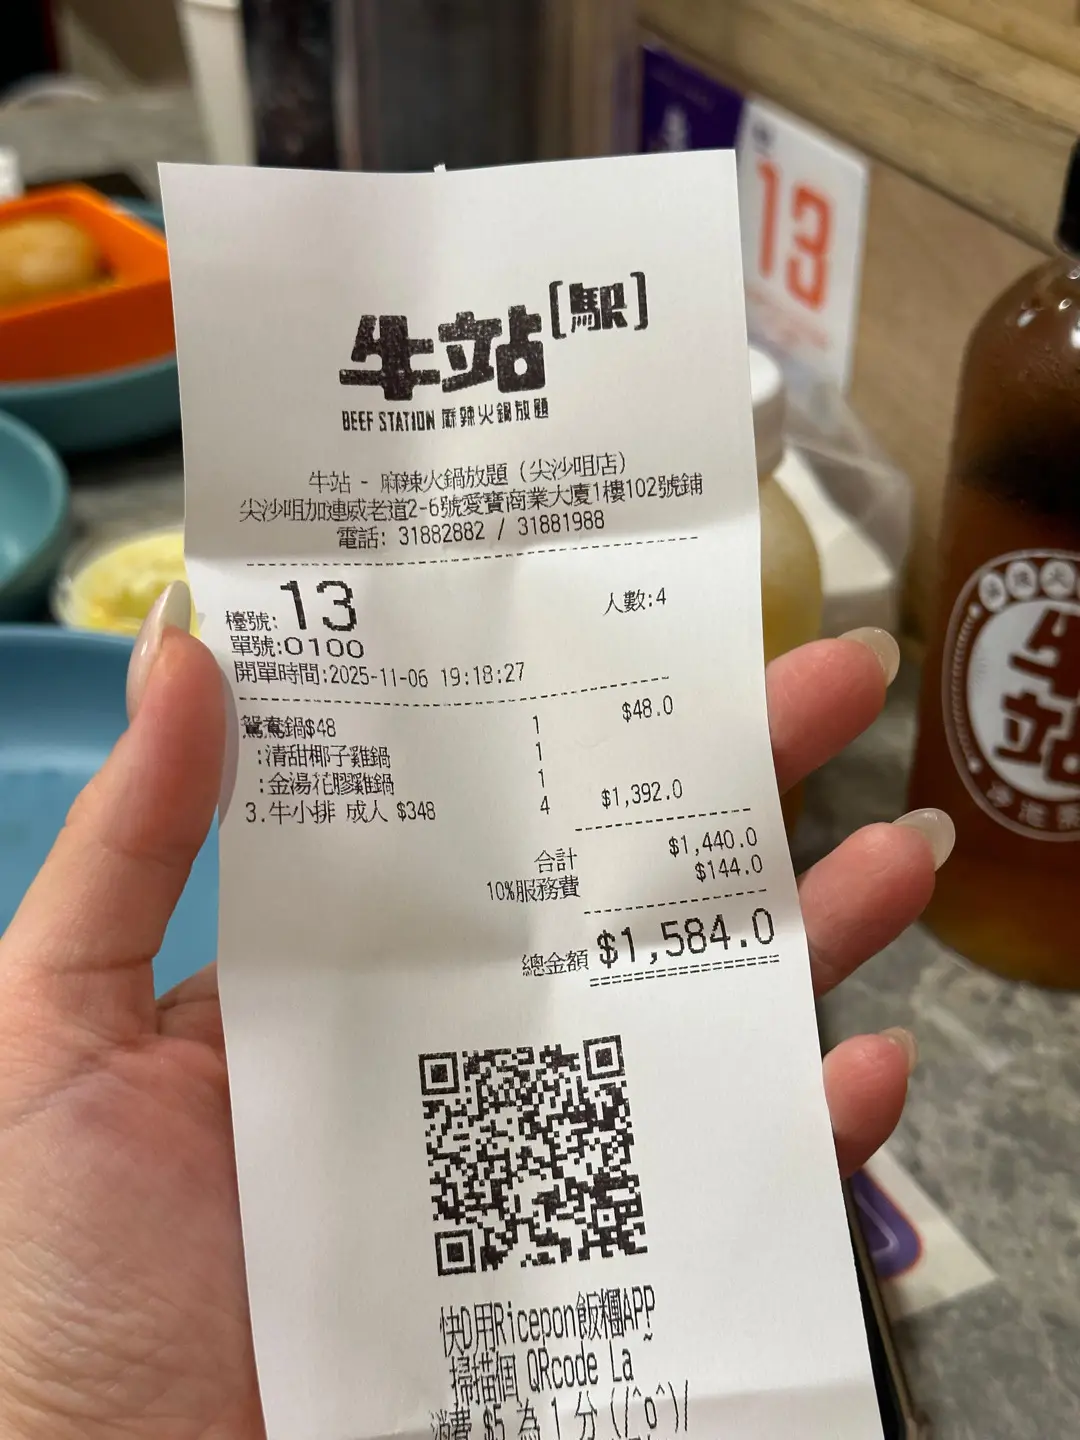 牛站[駅]
BEEF STATION 麻辣火鍋放題
牛站 - 麻辣火鍋放題 (尖沙咀店)
尖沙咀加連威老道2-6號愛賓商業大廈1樓102號鋪
電話: 31882882 / 31881988
檯號: 13 人數:4
單號:0100
開單時間:2025-11-06 19:18:27
鴛鴦鍋$48 1 $48.0
:清甜椰子雞鍋 1
:金湯花膠雞鍋 1
3.牛小排 成人 $348 4 $1,392.0
合計 $1,440.0
10%服務費 $144.0
總金額 $1,584.0
快D用Ricepon飯糰APP
掃描個 QRcode La ~
消費 $5 為 1 分 (/^o^)/
13
牛
站